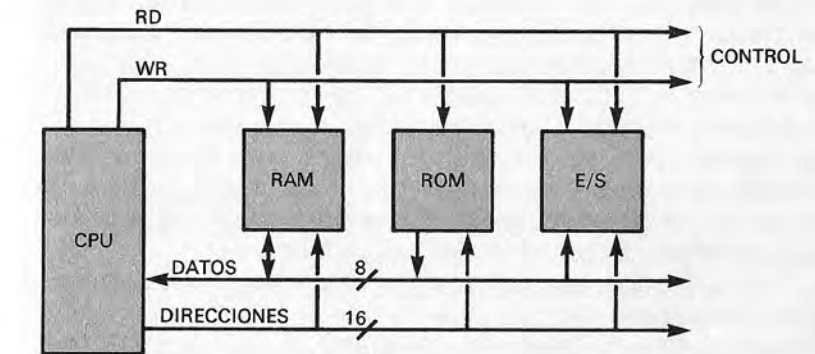 RD
CONTROL
WR
RAM
ROM
E/S
CPU
DATOS
8
DIRECCIONES
16